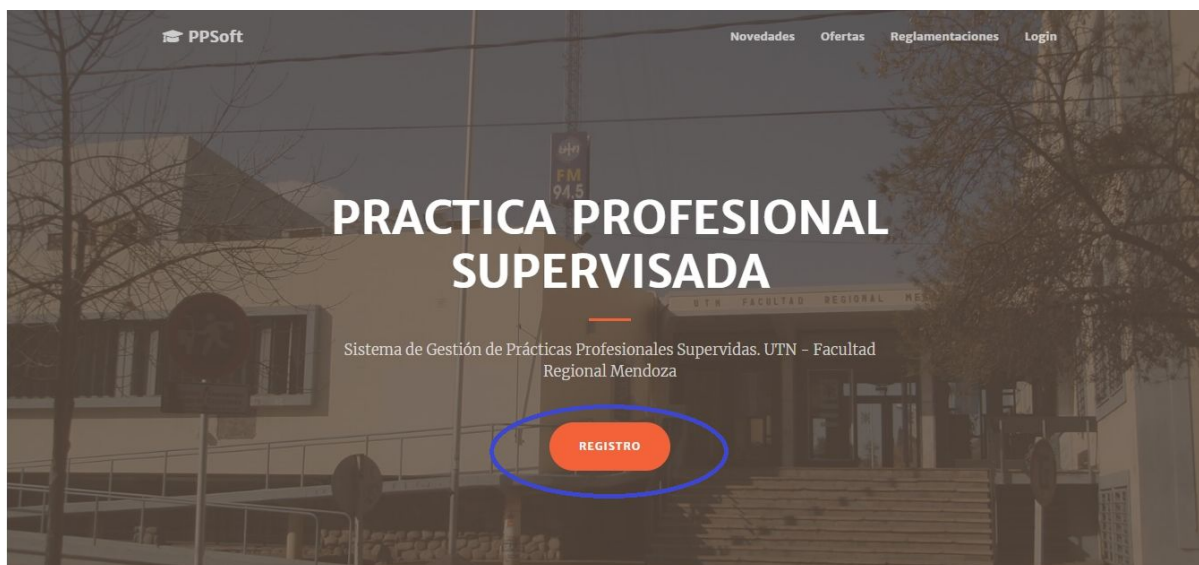 PPSoft
Novedades Ofertas Reglamentaciones Login
utn
FM
94.5
PRACTICA PROFESIONAL
SUPERVISADA
UTN FACULTAD REGIONAL
Sistema de Gestión de Prácticas Profesionales Supervidas. UTN - Facultad
Regional Mendoza
REGISTRO